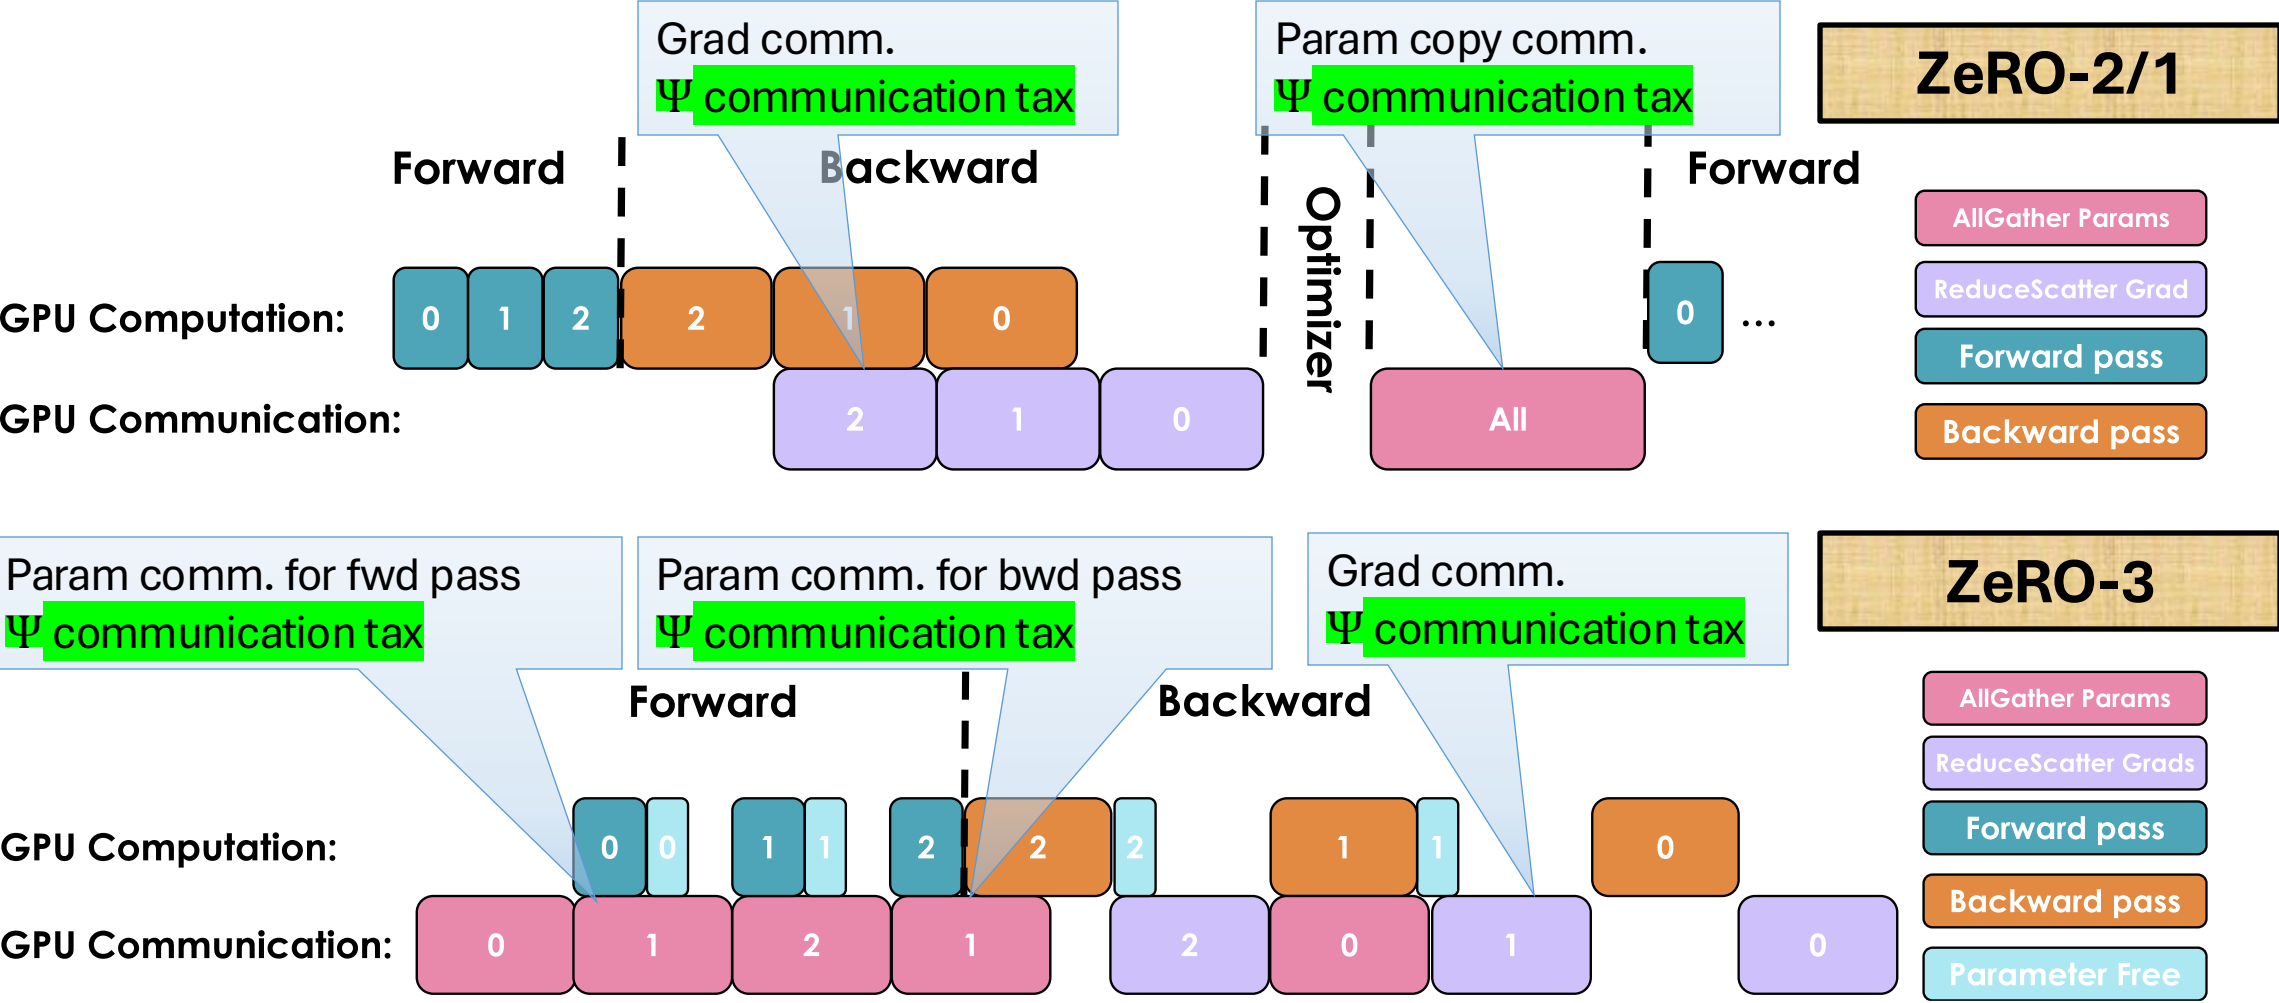 Grad comm.
Ψ communication tax
Param copy comm.
Ψ communication tax
ZeRO-2/1
Forward
Backward
Optimizer
Forward
AllGather Params
ReduceScatter Grad
Forward pass
Backward pass
GPU Computation:
0 1 2 2 1 0 0 ...
GPU Communication:
2 1 0 All
Param comm. for fwd pass
Ψ communication tax
Param comm. for bwd pass
Ψ communication tax
Grad comm.
Ψ communication tax
ZeRO-3
Forward
Backward
AllGather Params
ReduceScatter Grads
Forward pass
Backward pass
Parameter Free
GPU Computation:
0 0 1 1 2 2 2 1 1 0
GPU Communication:
0 1 2 1 2 0 1 0